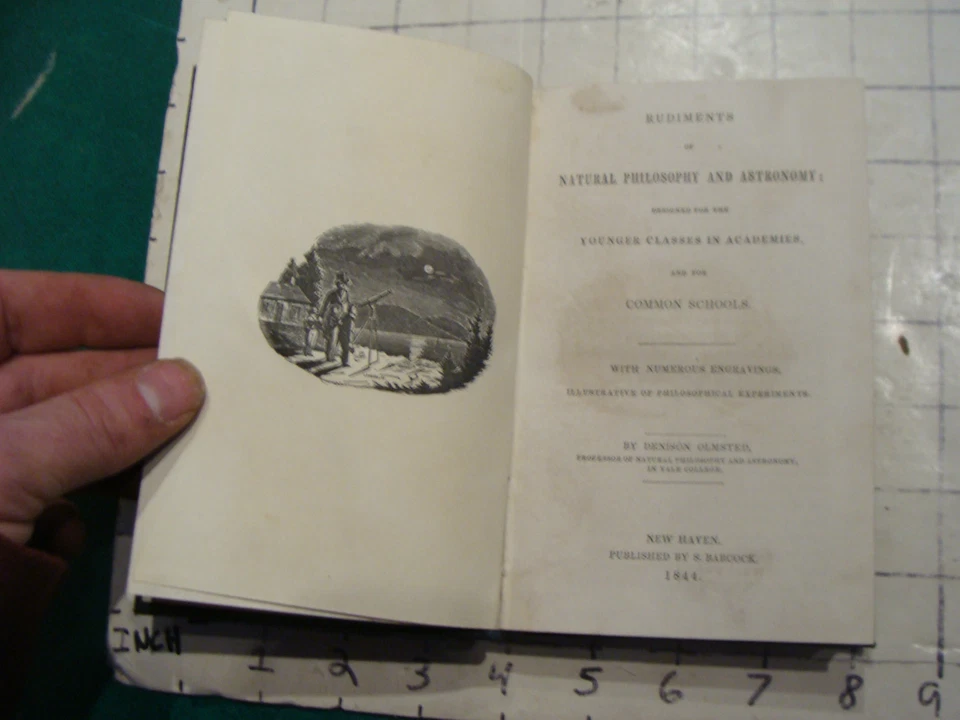 RUDIMENTS
OF
NATURAL PHILOSOPHY AND ASTRONOMY;
DESIGNED FOR THE
YOUNGER CLASSES IN ACADEMIES,
AND FOR
COMMON SCHOOLS.
WITH NUMEROUS ENGRAVINGS,
ILLUSTRATIVE OF PHILOSOPHICAL EXPERIMENTS.
BY DENISON OLMSTED,
PROFESSOR OF NATURAL PHILOSOPHY AND ASTRONOMY,
IN YALE COLLEGE.
NEW HAVEN,
PUBLISHED BY S. BABCOCK,
1844.
INCH 1 2 3 4 5 6 7 8 9